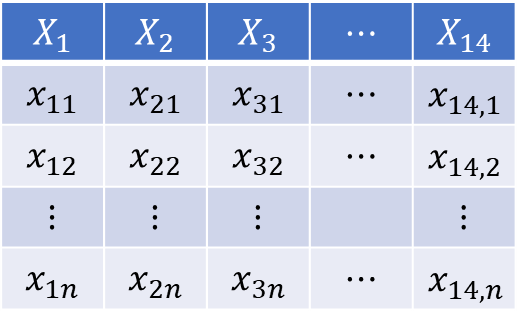 X₁ X₂ X₃ ⋯ X₁₄
x₁₁ x₂₁ x₃₁ ⋯ x₁₄,₁
x₁₂ x₂₂ x₃₂ ⋯ x₁₄,₂
⋮ ⋮ ⋮ ⋮
x₁ₙ x₂ₙ x₃ₙ ⋯ x₁₄,ₙ